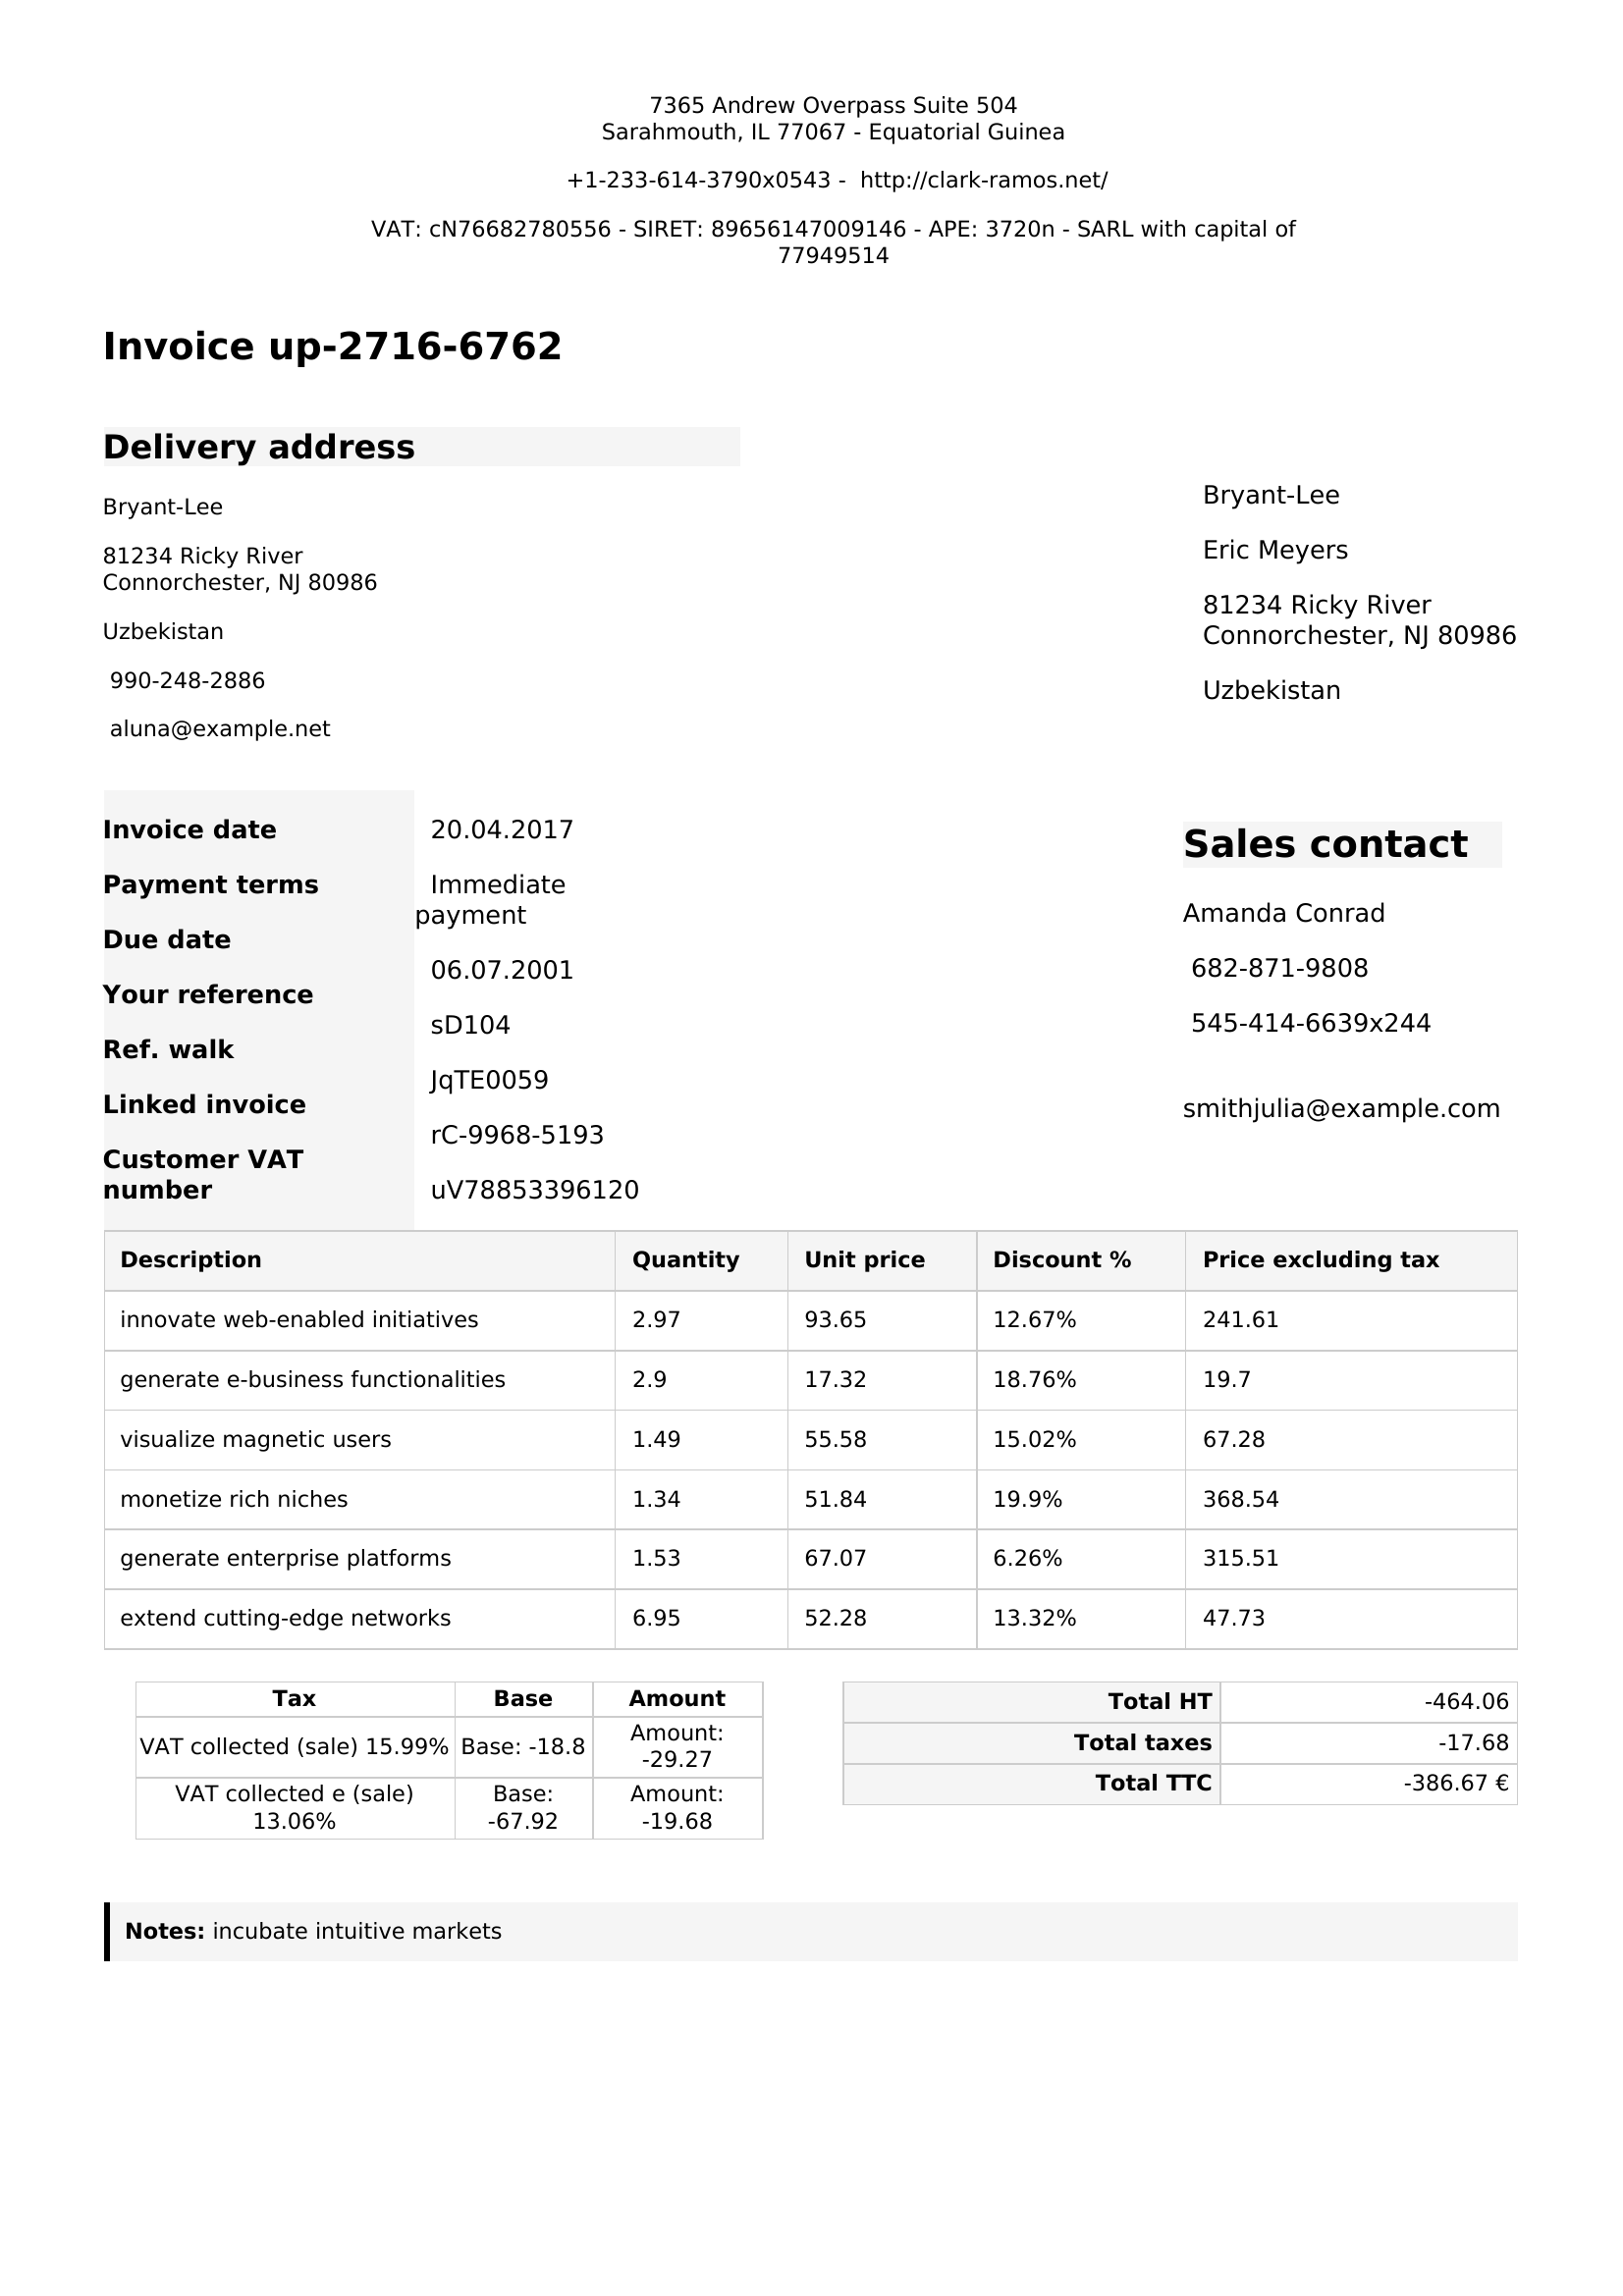 7365 Andrew Overpass Suite 504
Sarahmouth, IL 77067 - Equatorial Guinea
+1-233-614-3790x0543 -  http://clark-ramos.net/
VAT: cN76682780556 - SIRET: 89656147009146 - APE: 3720n - SARL with capital of
77949514
Invoice up-2716-6762
Delivery address
Bryant-Lee
81234 Ricky River
Connorchester, NJ 80986
Uzbekistan
990-248-2886
aluna@example.net
Bryant-Lee
Eric Meyers
81234 Ricky River
Connorchester, NJ 80986
Uzbekistan
Invoice date
Payment terms
Due date
Your reference
Ref. walk
Linked invoice
Customer VAT
number
20.04.2017
Immediate
payment
06.07.2001
sD104
JqTE0059
rC-9968-5193
uV78853396120
Sales contact
Amanda Conrad
682-871-9808
545-414-6639x244
smithjulia@example.com
Description Quantity Unit price Discount % Price excluding tax
innovate web-enabled initiatives 2.97 93.65 12.67% 241.61
generate e-business functionalities 2.9 17.32 18.76% 19.7
visualize magnetic users 1.49 55.58 15.02% 67.28
monetize rich niches 1.34 51.84 19.9% 368.54
generate enterprise platforms 1.53 67.07 6.26% 315.51
extend cutting-edge networks 6.95 52.28 13.32% 47.73
Tax Base Amount
VAT collected (sale) 15.99% Base: -18.8 Amount:
-29.27
VAT collected e (sale) Base: Amount:
13.06% -67.92 -19.68
Total HT -464.06
Total taxes -17.68
Total TTC -386.67 €
Notes: incubate intuitive markets